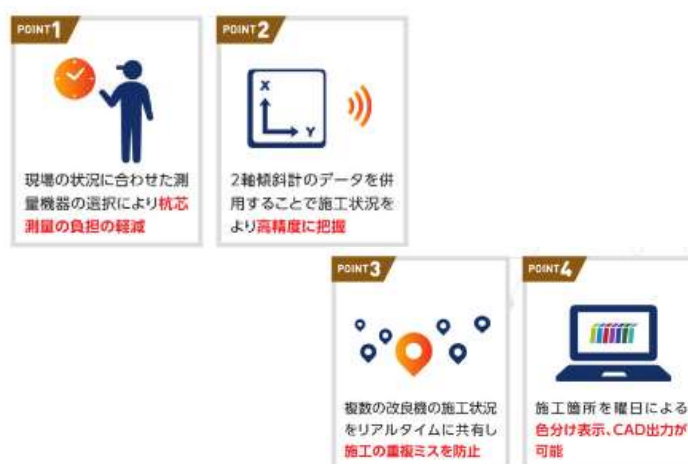 POINT1
現場の状況に合わせた測
量機器の選択により杭芯
測量の負担の軽減
POINT2
X
Y
2軸傾斜計のデータを併
用することで施工状況を
より高精度に把握
POINT3
複数の改良機の施工状況
をリアルタイムに共有し
施工の重複ミスを防止
POINT4
施工箇所を曜日による
色分け表示、CAD出力が
可能